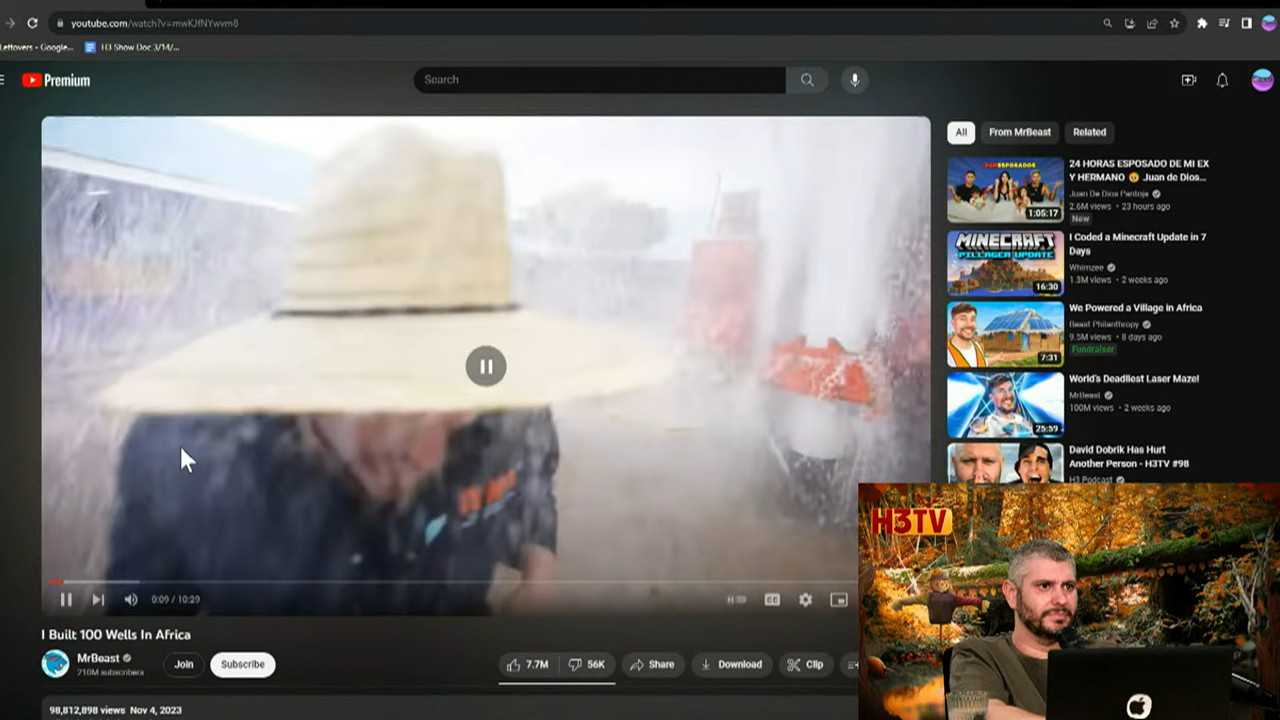 youtube.com/watch?v=mwKJfNYwvm8
Leftovers - Google...
H3 Show Doc 3/14/...
Premium
Search
All
From MrBeast
Related
24 HORAS ESPOSADO DE MI EX
Y HERMANO 😡 Juan de Dios...
Juan De Dios Pantoja
2.6M views • 23 hours ago
New
1:05:17
MINECRAFT
PILLAGER UPDATE
16:30
I Coded a Minecraft Update in 7
Days
Whimzee
1.3M views • 2 weeks ago
We Powered a Village in Africa
Beast Philanthropy
9.5M views • 8 days ago
Fundraiser
7:31
World's Deadliest Laser Maze!
MrBeast
100M views • 2 weeks ago
25:59
David Dobrik Has Hurt
Another Person - H3TV #98
H3 Podcast
H3TV
0:09 / 10:29
CC
I Built 100 Wells In Africa
MrBeast
210M subscribers
Join
Subscribe
7.7M
56K
Share
Download
Clip
98,812,898 views Nov 4, 2023